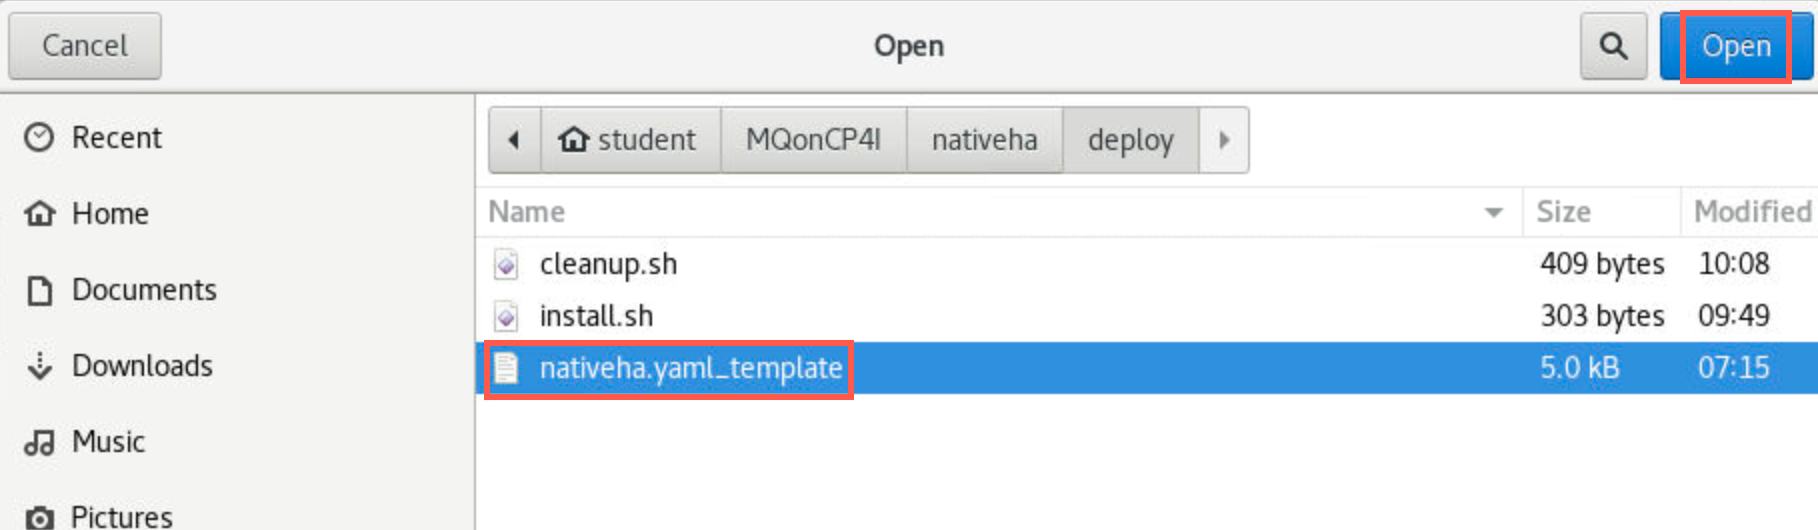 Cancel Open Open
Recent
Home
Documents
Downloads
Music
Pictures
student MQonCP4I nativeha deploy
Name Size Modified
cleanup.sh 409 bytes 10:08
install.sh 303 bytes 09:49
nativeha.yaml_template 5.0 kB 07:15